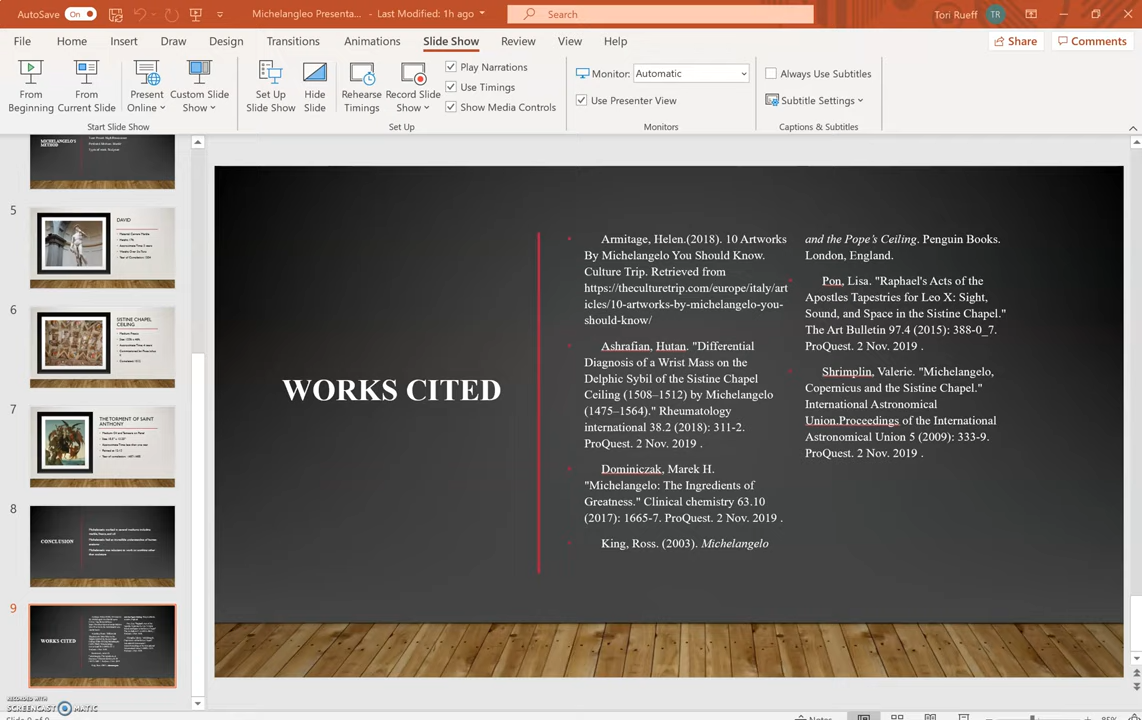 AutoSave On
Michelangleo Presenta... - Last Modified: 1h ago
Search
Tori Rueff TR
File Home Insert Draw Design Transitions Animations Slide Show Review View Help
Share Comments
From Beginning
From Current Slide
Present Online
Custom Slide Show
Start Slide Show
Set Up Slide Show
Hide Slide
Rehearse Timings
Record Slide Show
Play Narrations
Use Timings
Show Media Controls
Set Up
Monitor: Automatic
Use Presenter View
Monitors
Always Use Subtitles
Subtitle Settings
Captions & Subtitles
MICHELANGELO'S
METHOD
5
DAVID
6
SISTINE CHAPEL
CEILING
7
THE TORMENT OF SAINT
ANTHONY
8
CONCLUSION
9
WORKS CITED
RECORDED WITH
SCREENCAST MATIC
WORKS CITED
Armitage, Helen.(2018). 10 Artworks
By Michelangelo You Should Know.
Culture Trip. Retrieved from
https://theculturetrip.com/europe/italy/art
icles/10-artworks-by-michelangelo-you-
should-know/
Ashrafian, Hutan. "Differential
Diagnosis of a Wrist Mass on the
Delphic Sybil of the Sistine Chapel
Ceiling (1508–1512) by Michelangelo
(1475–1564)." Rheumatology
international 38.2 (2018): 311-2.
ProQuest. 2 Nov. 2019 .
Dominiczak, Marek H.
"Michelangelo: The Ingredients of
Greatness." Clinical chemistry 63.10
(2017): 1665-7. ProQuest. 2 Nov. 2019 .
King, Ross. (2003). Michelangelo
and the Pope's Ceiling. Penguin Books.
London, England.
Pon, Lisa. "Raphael's Acts of the
Apostles Tapestries for Leo X: Sight,
Sound, and Space in the Sistine Chapel."
The Art Bulletin 97.4 (2015): 388-0_7.
ProQuest. 2 Nov. 2019 .
Shrimplin, Valerie. "Michelangelo,
Copernicus and the Sistine Chapel."
International Astronomical
Union.Proceedings of the International
Astronomical Union 5 (2009): 333-9.
ProQuest. 2 Nov. 2019 .